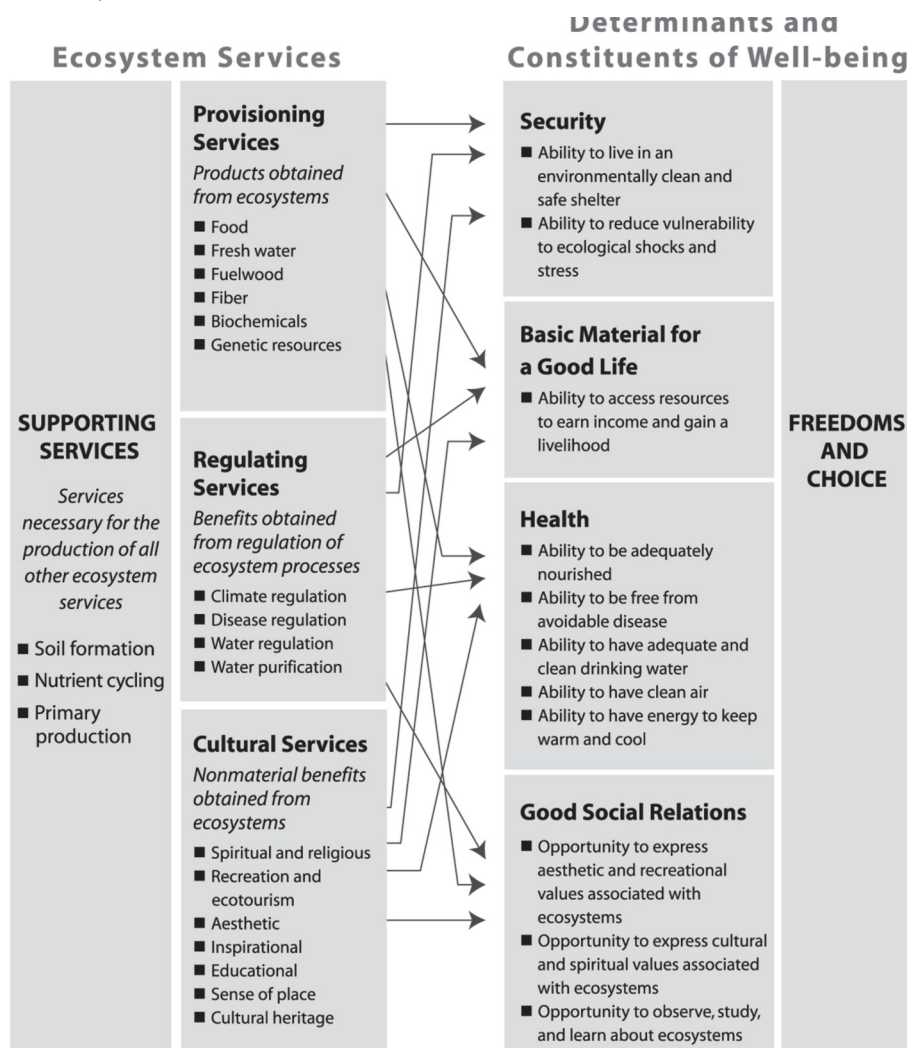 Ecosystem Services
Determinants and
Constituents of Well-being
SUPPORTING
SERVICES
Services
necessary for the
production of all
other ecosystem
services
■ Soil formation
■ Nutrient cycling
■ Primary
production
Provisioning
Services
Products obtained
from ecosystems
■ Food
■ Fresh water
■ Fuelwood
■ Fiber
■ Biochemicals
■ Genetic resources
Regulating
Services
Benefits obtained
from regulation of
ecosystem processes
■ Climate regulation
■ Disease regulation
■ Water regulation
■ Water purification
Cultural Services
Nonmaterial benefits
obtained from
ecosystems
■ Spiritual and religious
■ Recreation and
ecotourism
■ Aesthetic
■ Inspirational
■ Educational
■ Sense of place
■ Cultural heritage
Security
■ Ability to live in an
environmentally clean and
safe shelter
■ Ability to reduce vulnerability
to ecological shocks and
stress
Basic Material for
a Good Life
■ Ability to access resources
to earn income and gain a
livelihood
Health
■ Ability to be adequately
nourished
■ Ability to be free from
avoidable disease
■ Ability to have adequate and
clean drinking water
■ Ability to have clean air
■ Ability to have energy to keep
warm and cool
Good Social Relations
■ Opportunity to express
aesthetic and recreational
values associated with
ecosystems
■ Opportunity to express cultural
and spiritual values associated
with ecosystems
■ Opportunity to observe, study,
and learn about ecosystems
FREEDOMS
AND
CHOICE